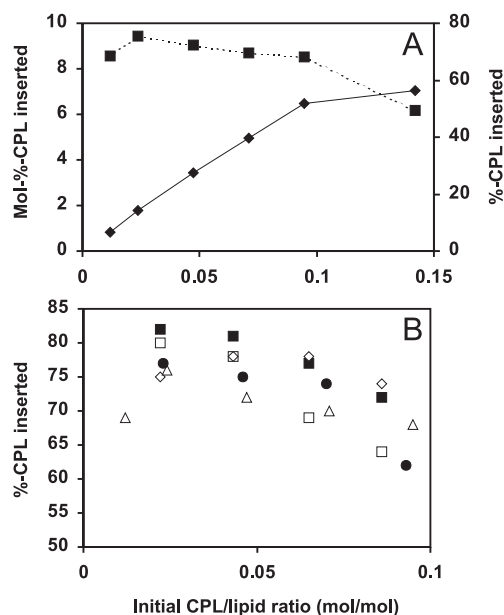 A
10
8
6
4
2
0
Mol-%-CPL inserted
80
60
40
20
0
%-CPL inserted
0 0.05 0.1 0.15
B
85
80
75
70
65
60
55
50
%-CPL inserted
0 0.05 0.1
Initial CPL/lipid ratio (mol/mol)